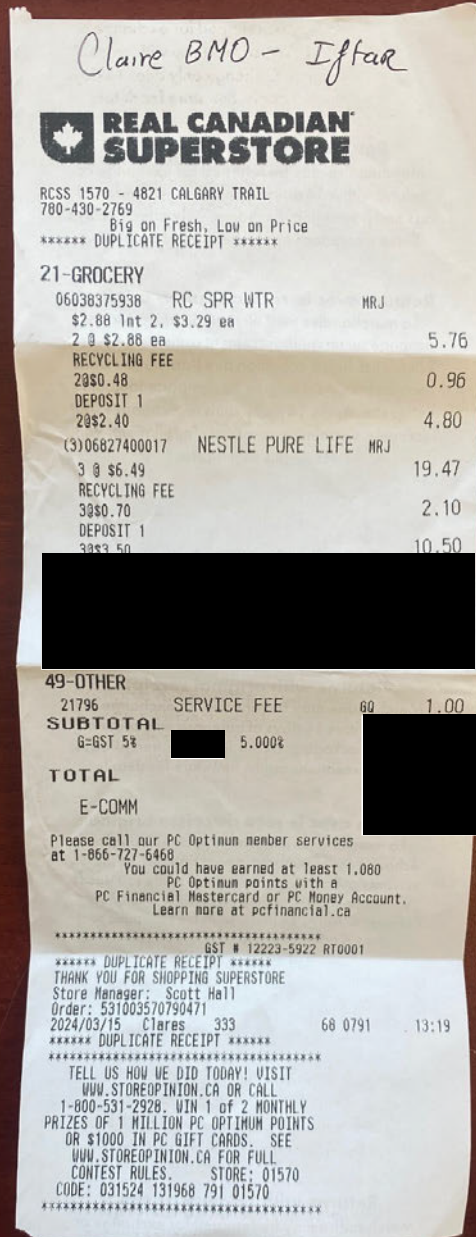 Claire BMO - Iftar
REAL CANADIAN
SUPERSTORE
RCSS 1570 - 4821 CALGARY TRAIL
780-430-2769
Big on Fresh, Low on Price
****** DUPLICATE RECEIPT ******
21-GROCERY
06038375938 RC SPR WTR MRJ
$2.88 Int 2, $3.29 ea
2 @ $2.88 ea 5.76
RECYCLING FEE
2@$0.48 0.96
DEPOSIT 1
2@$2.40 4.80
(3)06827400017 NESTLE PURE LIFE MRJ
3 @ $6.49 19.47
RECYCLING FEE
3@$0.70 2.10
DEPOSIT 1
3@$3.50 10.50
49-OTHER
21796 SERVICE FEE GQ 1.00
SUBTOTAL
G=GST 5% 5.000%
TOTAL
E-COMM
Please call our PC Optimum member services
at 1-866-727-6468
You could have earned at least 1,080
PC Optimum points with a
PC Financial Mastercard or PC Money Account.
Learn more at pcfinancial.ca
************************************
GST # 12223-5922 RT0001
****** DUPLICATE RECEIPT ******
THANK YOU FOR SHOPPING SUPERSTORE
Store Manager: Scott Hall
Order: 531003570790471
2024/03/15 Clares 333 68 0791 13:19
****** DUPLICATE RECEIPT ******
************************************
TELL US HOW WE DID TODAY! VISIT
WWW.STOREOPINION.CA OR CALL
1-800-531-2928. WIN 1 of 2 MONTHLY
PRIZES OF 1 MILLION PC OPTIMUM POINTS
OR $1000 IN PC GIFT CARDS. SEE
WWW.STOREOPINION.CA FOR FULL
CONTEST RULES. STORE: 01570
CODE: 031524 131968 791 01570
************************************